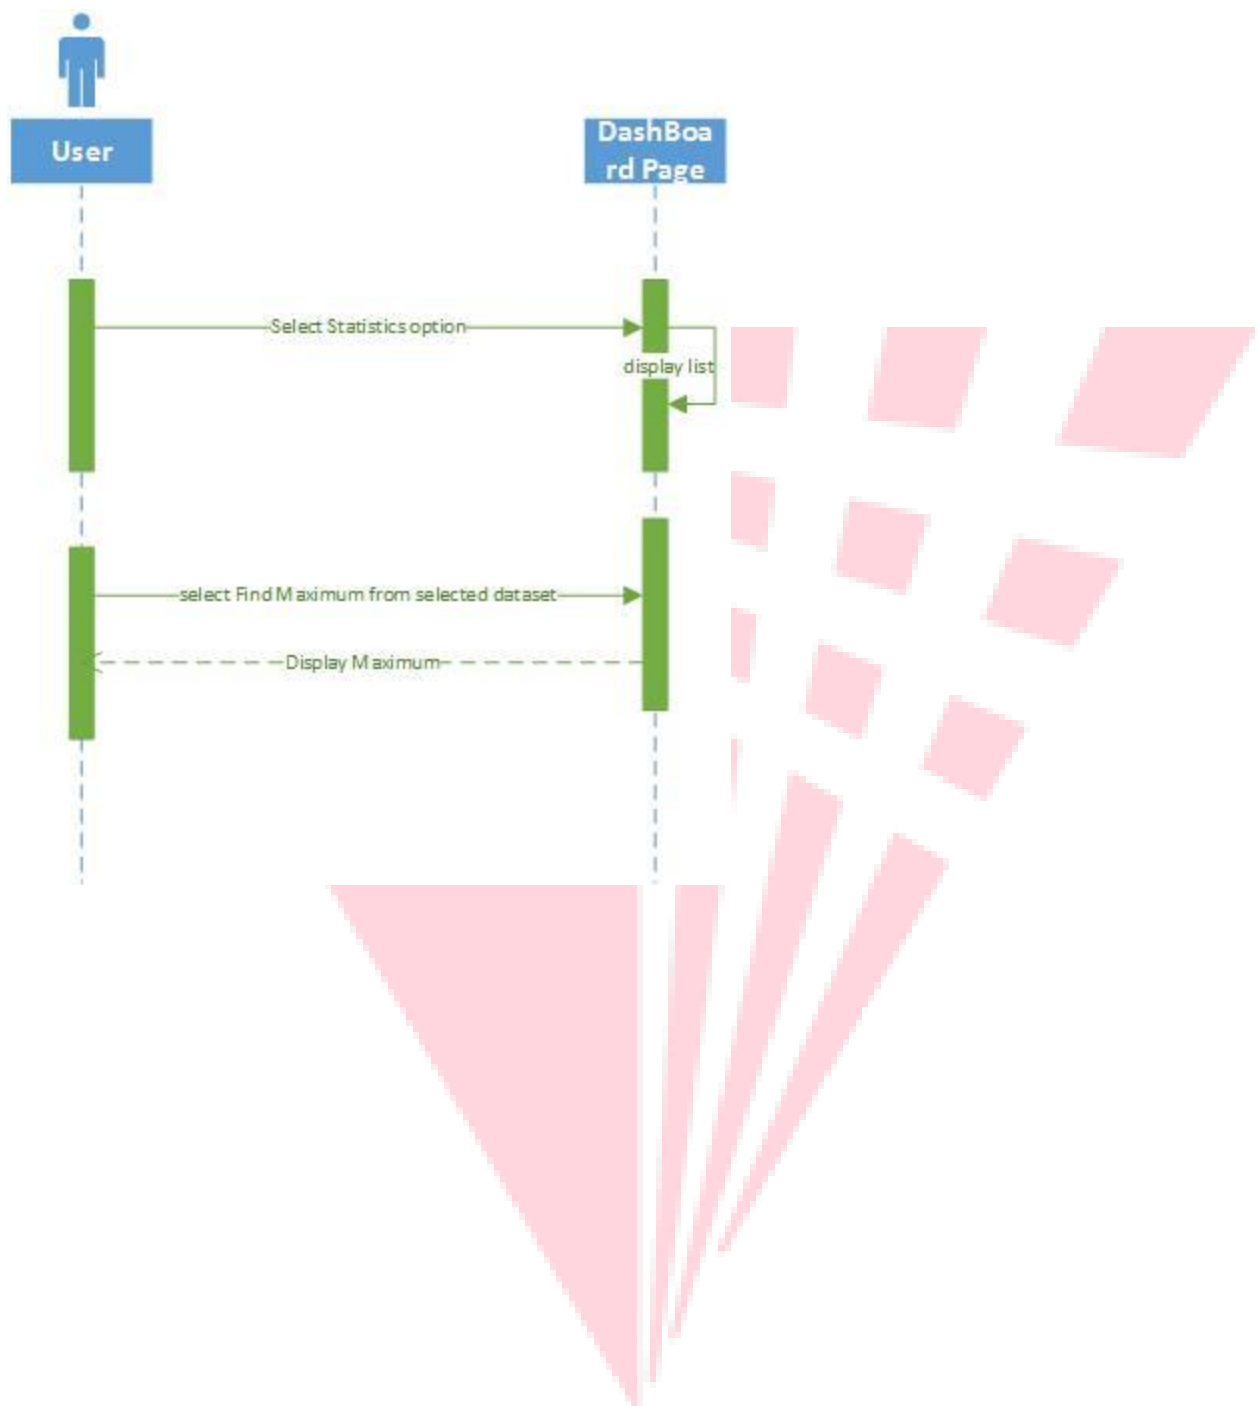 User
DashBoa
rd Page
Select Statistics option
display list
select Find Maximum from selected dataset
Display Maximum